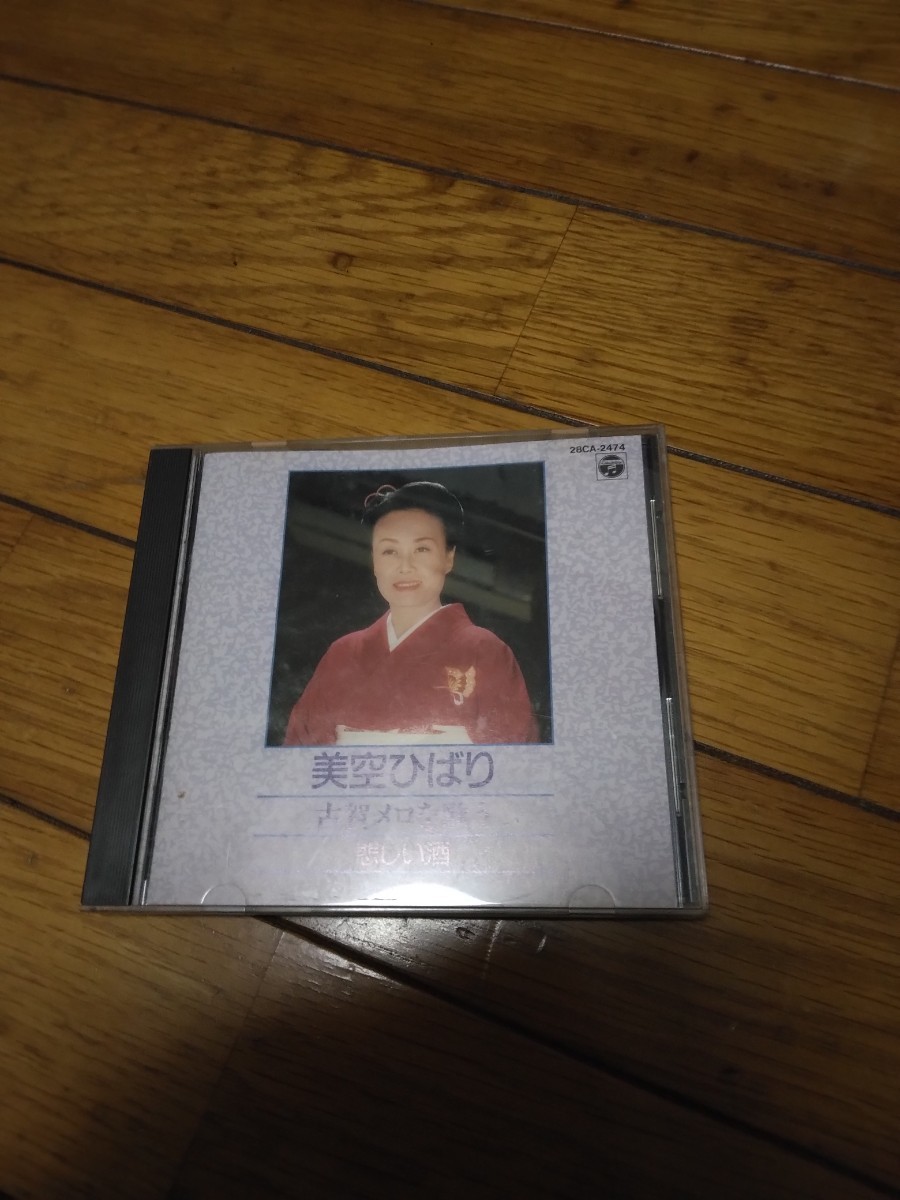 28CA-2474
美空ひばり
古賀メロを歌う
悲しい酒